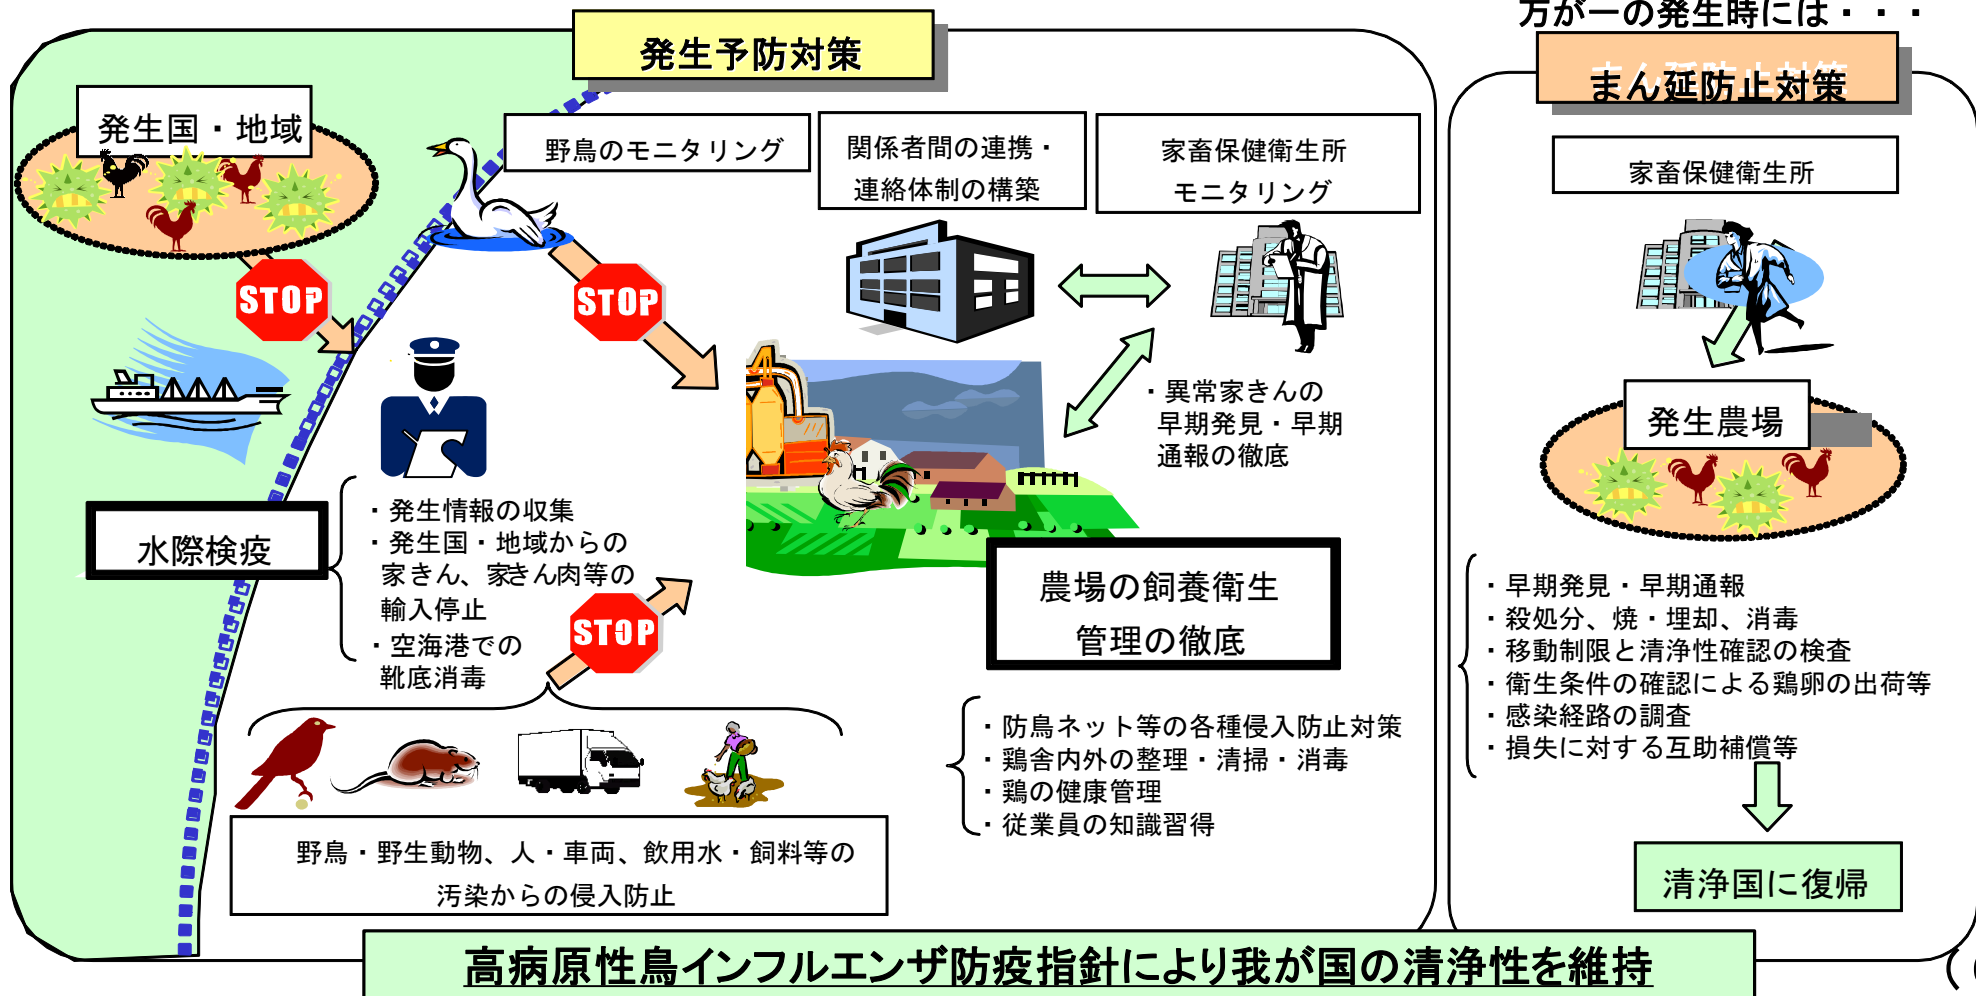 発生予防対策
発生国・地域
STOP
野鳥のモニタリング
STOP
関係者間の連携・
連絡体制の構築
家畜保健衛生所
モニタリング
・異常家きんの
早期発見・早期
通報の徹底
水際検疫
・発生情報の収集
・発生国・地域からの
家きん、家きん肉等の
輸入停止
・空海港での
靴底消毒
STOP
農場の飼養衛生
管理の徹底
・防鳥ネット等の各種侵入防止対策
・鶏舎内外の整理・清掃・消毒
・鶏の健康管理
・従業員の知識習得
野鳥・野生動物、人・車両、飲用水・飼料等の
汚染からの侵入防止
万が一の発生時には・・・
まん延防止対策
家畜保健衛生所
発生農場
・早期発見・早期通報
・殺処分、焼・埋却、消毒
・移動制限と清浄性確認の検査
・衛生条件の確認による鶏卵の出荷等
・感染経路の調査
・損失に対する互助補償等
清浄国に復帰
高病原性鳥インフルエンザ防疫指針により我が国の清浄性を維持
(